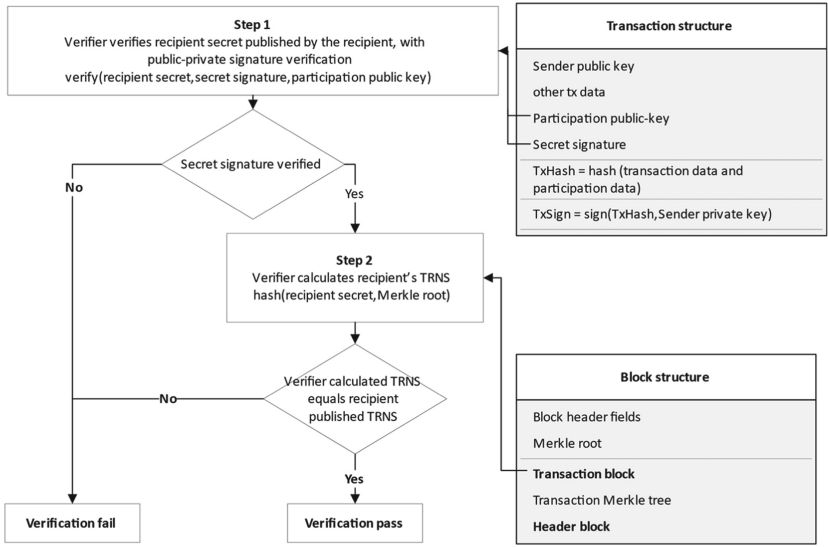 Step 1
Verifier verifies recipient secret published by the recipient, with
public-private signature verification
verify(recipient secret,secret signature,participation public key)
Transaction structure
Sender public key
other tx data
Participation public-key
Secret signature
TxHash = hash (transaction data and
participation data)
TxSign = sign(TxHash,Sender private key)
Secret signature verified
No
Yes
Step 2
Verifier calculates recipient's TRNS
hash(recipient secret,Merkle root)
Verifier calculated TRNS
equals recipient
published TRNS
No
Yes
Block structure
Block header fields
Merkle root
Transaction block
Transaction Merkle tree
Header block
Verification fail
Verification pass